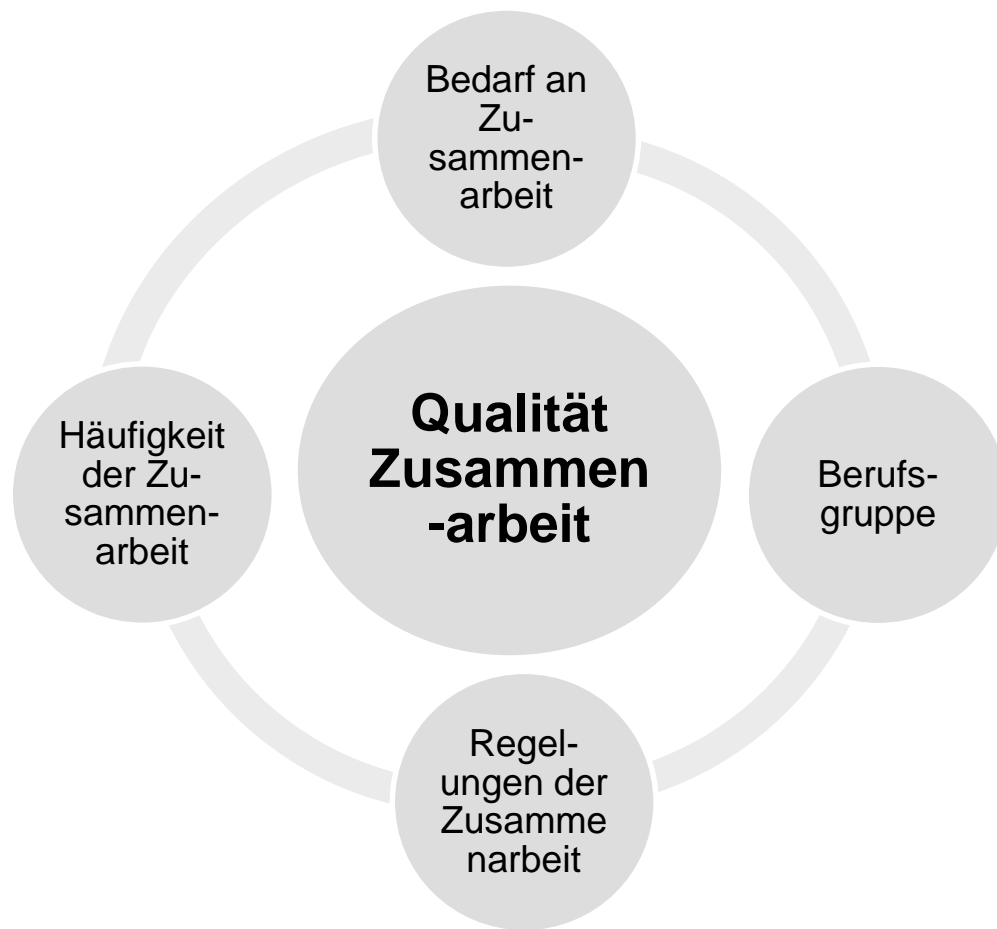 Bedarf an
Zu-
sammen-
arbeit
Qualität
Zusammen
-arbeit
Häufigkeit
der Zu-
sammen-
arbeit
Berufs-
gruppe
Regel-
ungen der
Zusamme
narbeit